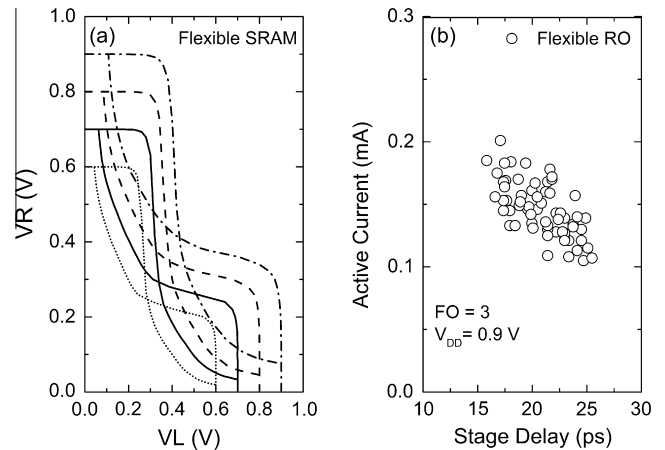 (a) Flexible SRAM
1.0
0.8
0.6
0.4
0.2
0.0
VR (V)
0.0 0.2 0.4 0.6 0.8 1.0
VL (V)
(b) Flexible RO
0.3
0.2
0.1
0.0
Active Current (mA)
FO = 3
V_DD = 0.9 V
10 15 20 25 30
Stage Delay (ps)